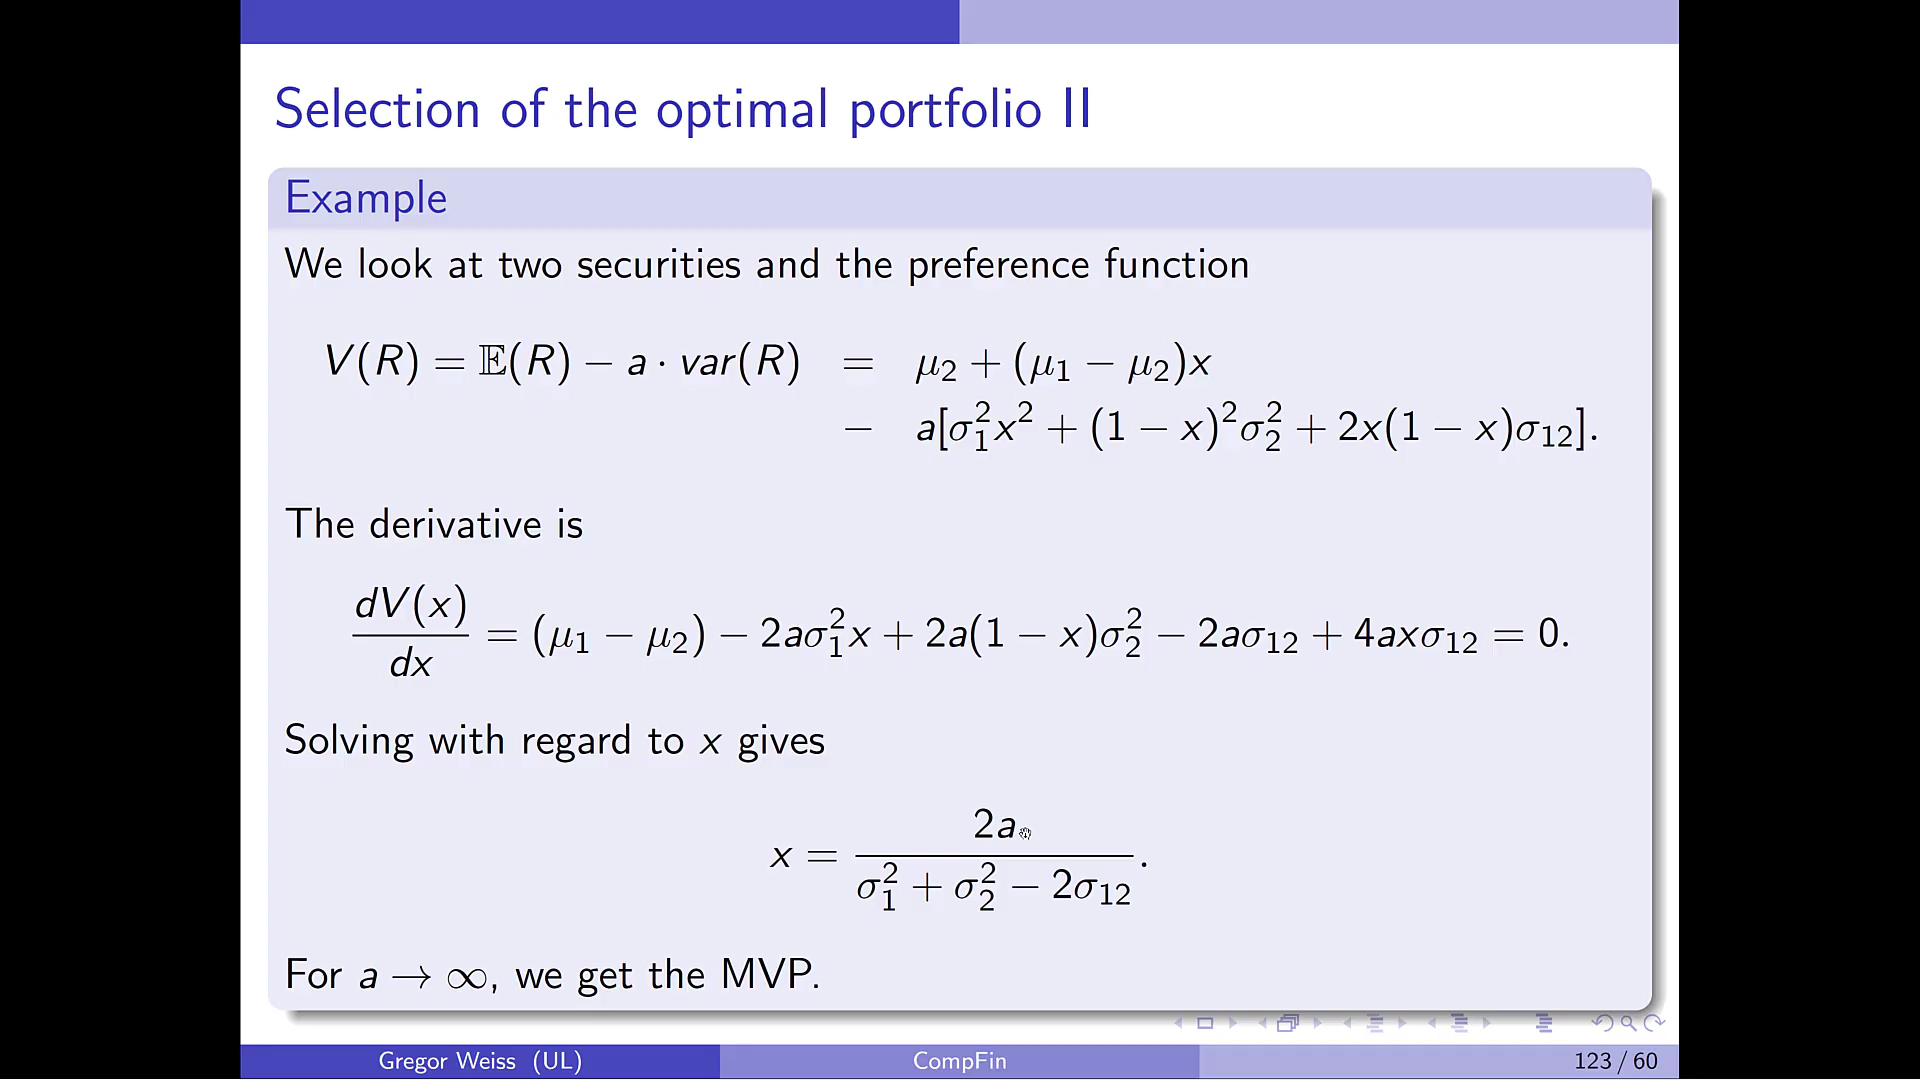 Selection of the optimal portfolio II
Example
We look at two securities and the preference function
V(R) = 𝔼(R) − a · var(R) = μ₂ + (μ₁ − μ₂)x
− a[σ₁²x² + (1 − x)²σ₂² + 2x(1 − x)σ₁₂].
The derivative is
dV(x)/dx = (μ₁ − μ₂) − 2aσ₁²x + 2a(1 − x)σ₂² − 2aσ₁₂ + 4axσ₁₂ = 0.
Solving with regard to x gives
x = 2a/(σ₁² + σ₂² − 2σ₁₂).
For a → ∞, we get the MVP.
Gregor Weiss (UL) CompFin 123 / 60